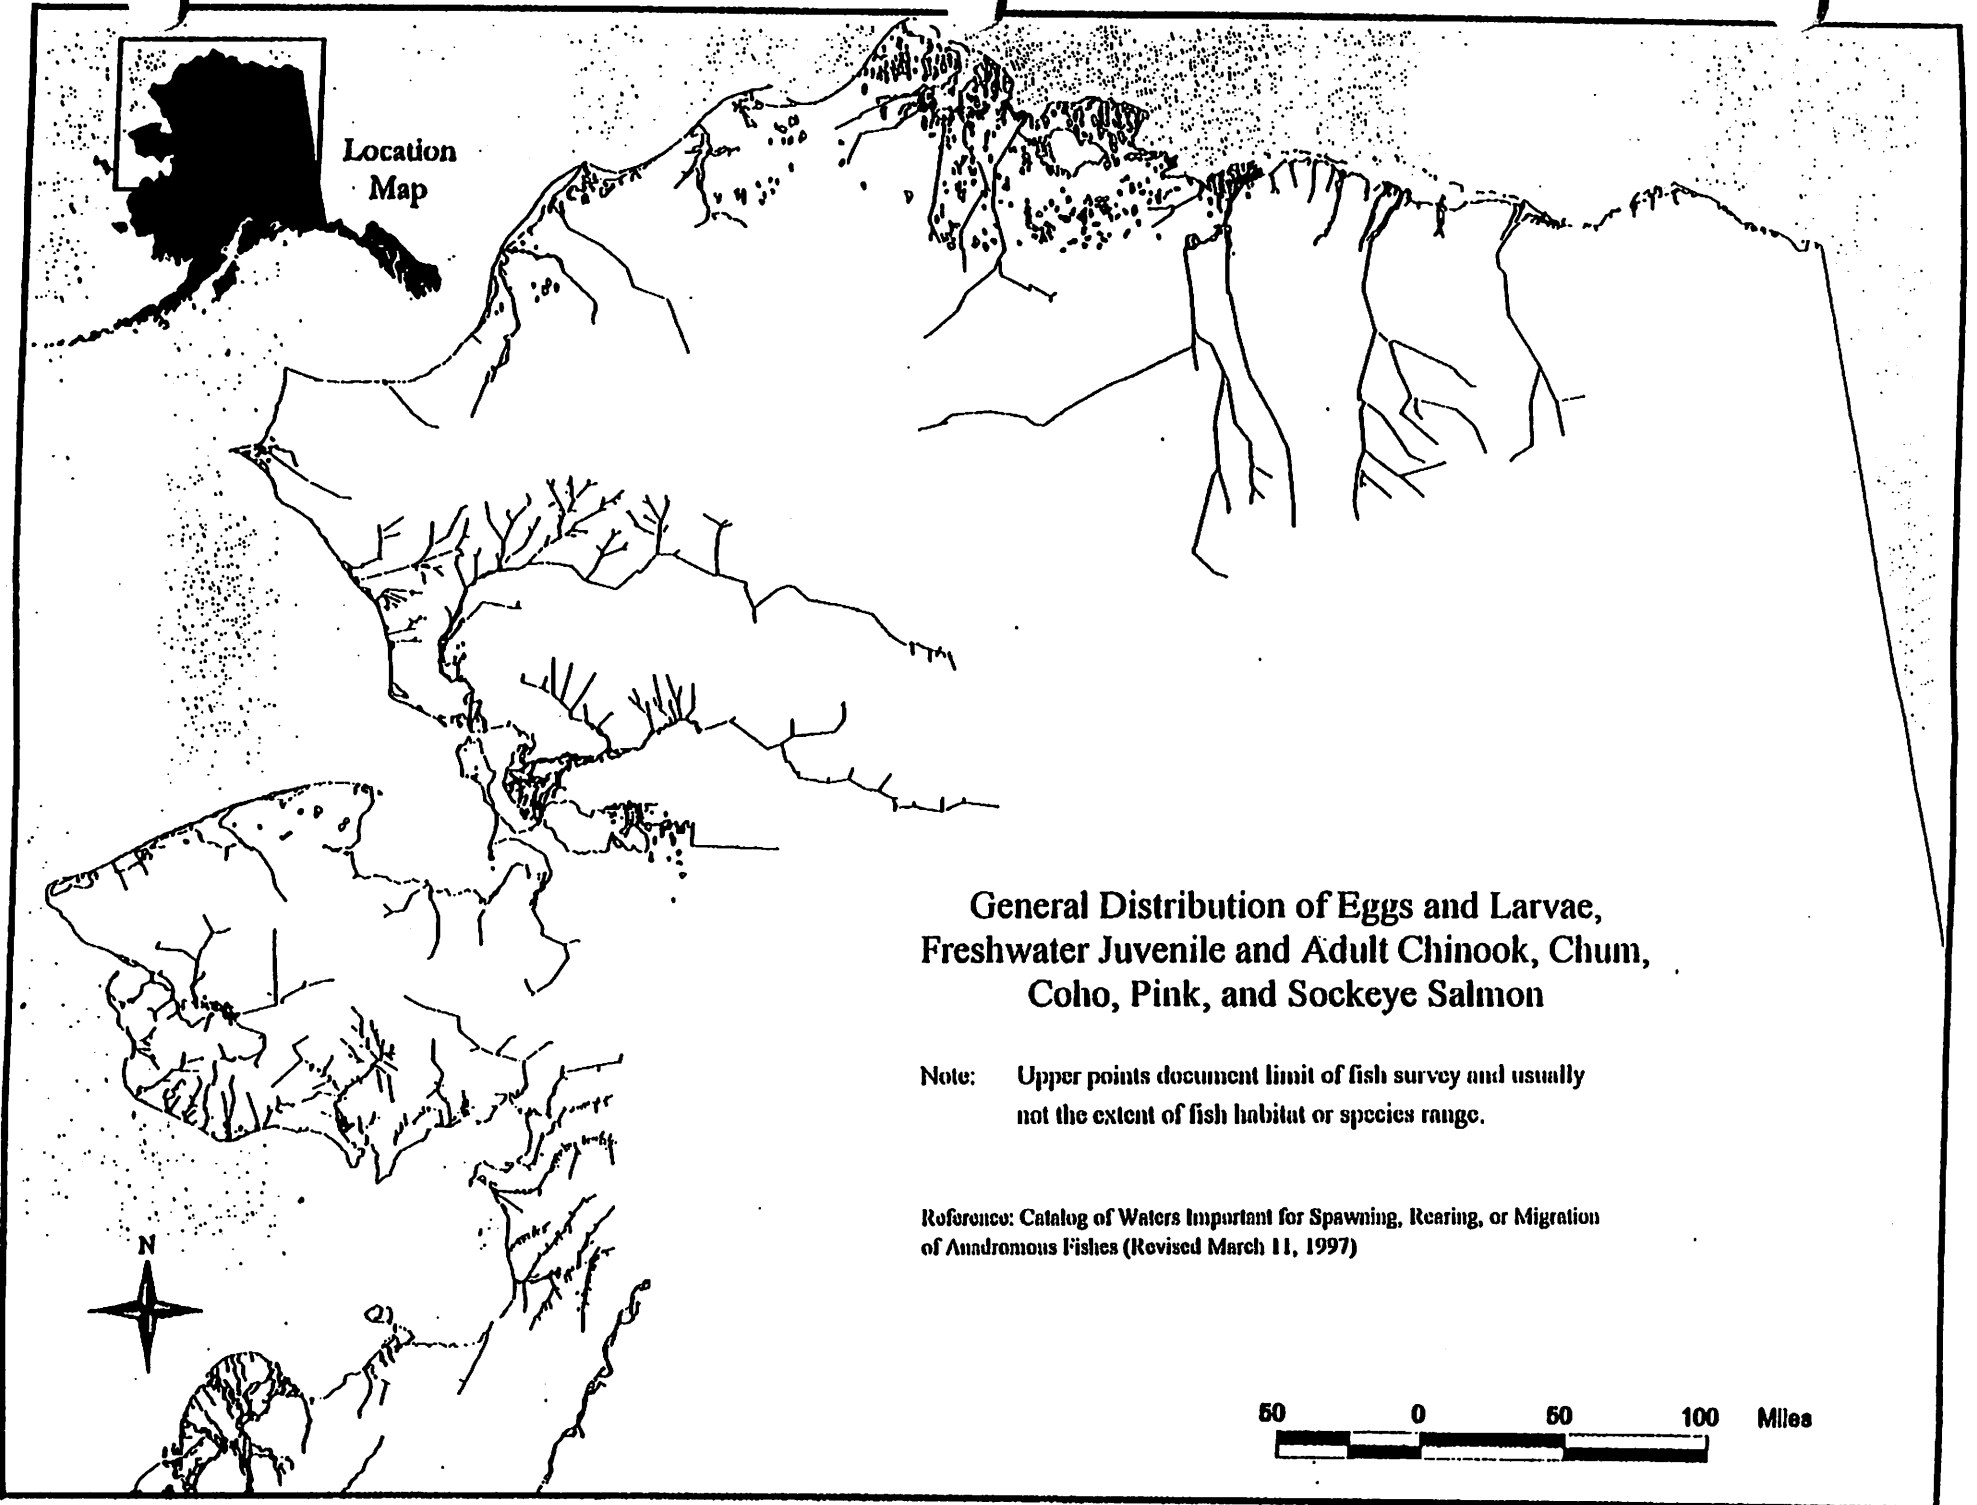 Location
Map
General Distribution of Eggs and Larvae,
Freshwater Juvenile and Adult Chinook, Chum,
Coho, Pink, and Sockeye Salmon
Note: Upper points document limit of fish survey and usually
not the extent of fish habitat or species range.
Reference: Catalog of Waters Important for Spawning, Rearing, or Migration
of Anadromous Fishes (Revised March 11, 1997)
N
50 0 50 100 Miles